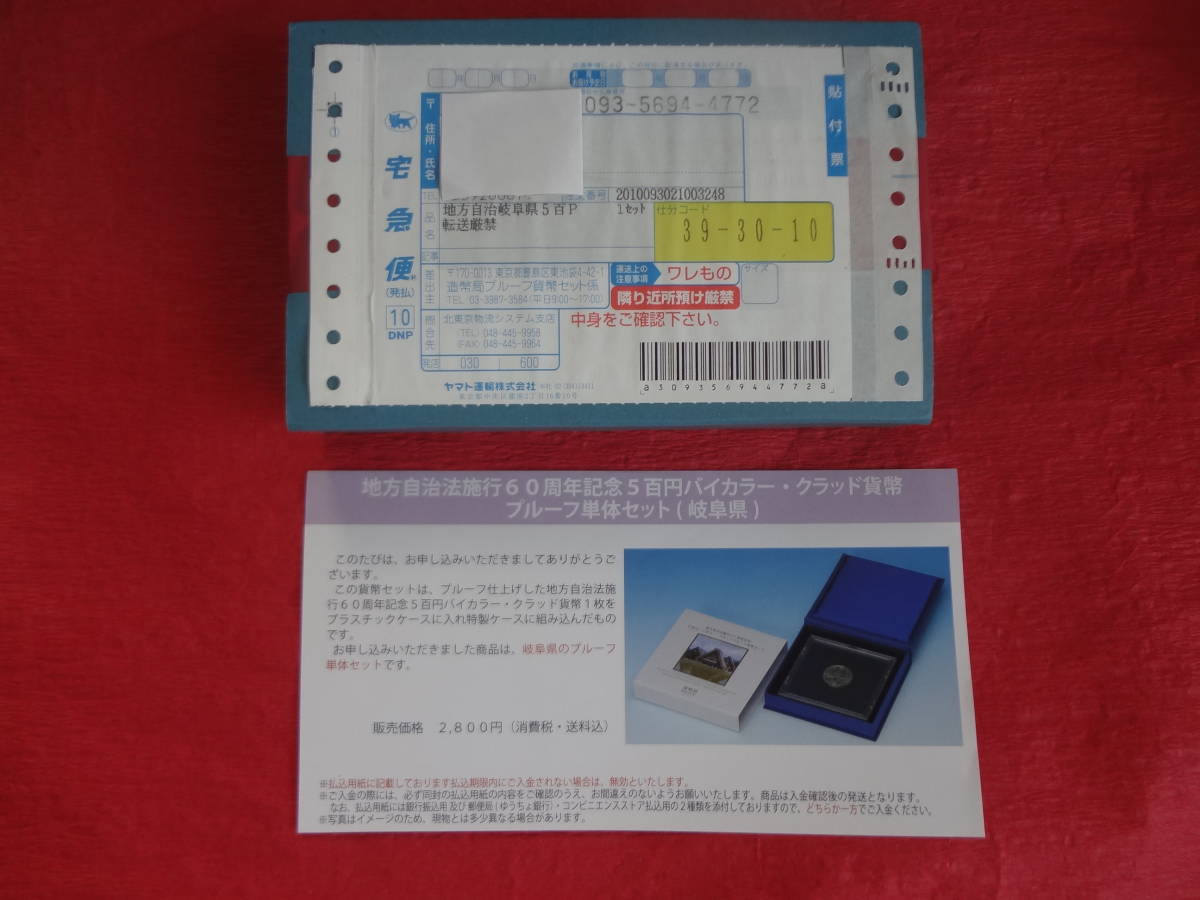 093-5694-4772
貼付票
〒 住所・氏名
宅急便
(発払)
10
DNP
2010093021003248
品名
地方自治岐阜県5百P
1セット
仕分コード
転送厳禁
39-30-10
記事
差出主
〒170-0013 東京都豊島区東池袋4-42-1
造幣局プルーフ貨幣セット係
TEL 03-3987-3584(平日9:00～17:00)
運送上の
注意事項
ワレもの
サイズ
隣り近所預け厳禁
中身をご確認下さい。
問合先
北東京物流システム支店
(TEL) 048-445-9958
(FAX) 048-445-9964
発店
030
600
ヤマト運輸株式会社
a309356944772a
地方自治法施行60周年記念5百円バイカラー・クラッド貨幣
プルーフ単体セット(岐阜県)
このたびは、お申し込みいただきましてありがとうご
ざいます。
この貨幣セットは、プルーフ仕上げした地方自治法施
行60周年記念5百円バイカラー・クラッド貨幣1枚を
プラスチックケースに入れ特製ケースに組み込んだもの
です。
お申し込みいただきました商品は、岐阜県のプルーフ
単体セットです。
販売価格 2,800円(消費税・送料込)
※払込用紙に記載しております払込期限内にご入金されない場合は、無効といたします。
※ご入金の際には、必ず同封の払込用紙の内容をご確認のうえ、お間違えのないようお願いいたします。商品は入金確認後の発送となります。
なお、払込用紙には銀行振込用及び郵便局(ゆうちょ銀行)・コンビニエンスストア払込用の2種類を添付しておりますので、どちらか一方でご入金ください。
※写真はイメージのため、現物とは多少異なる場合があります。